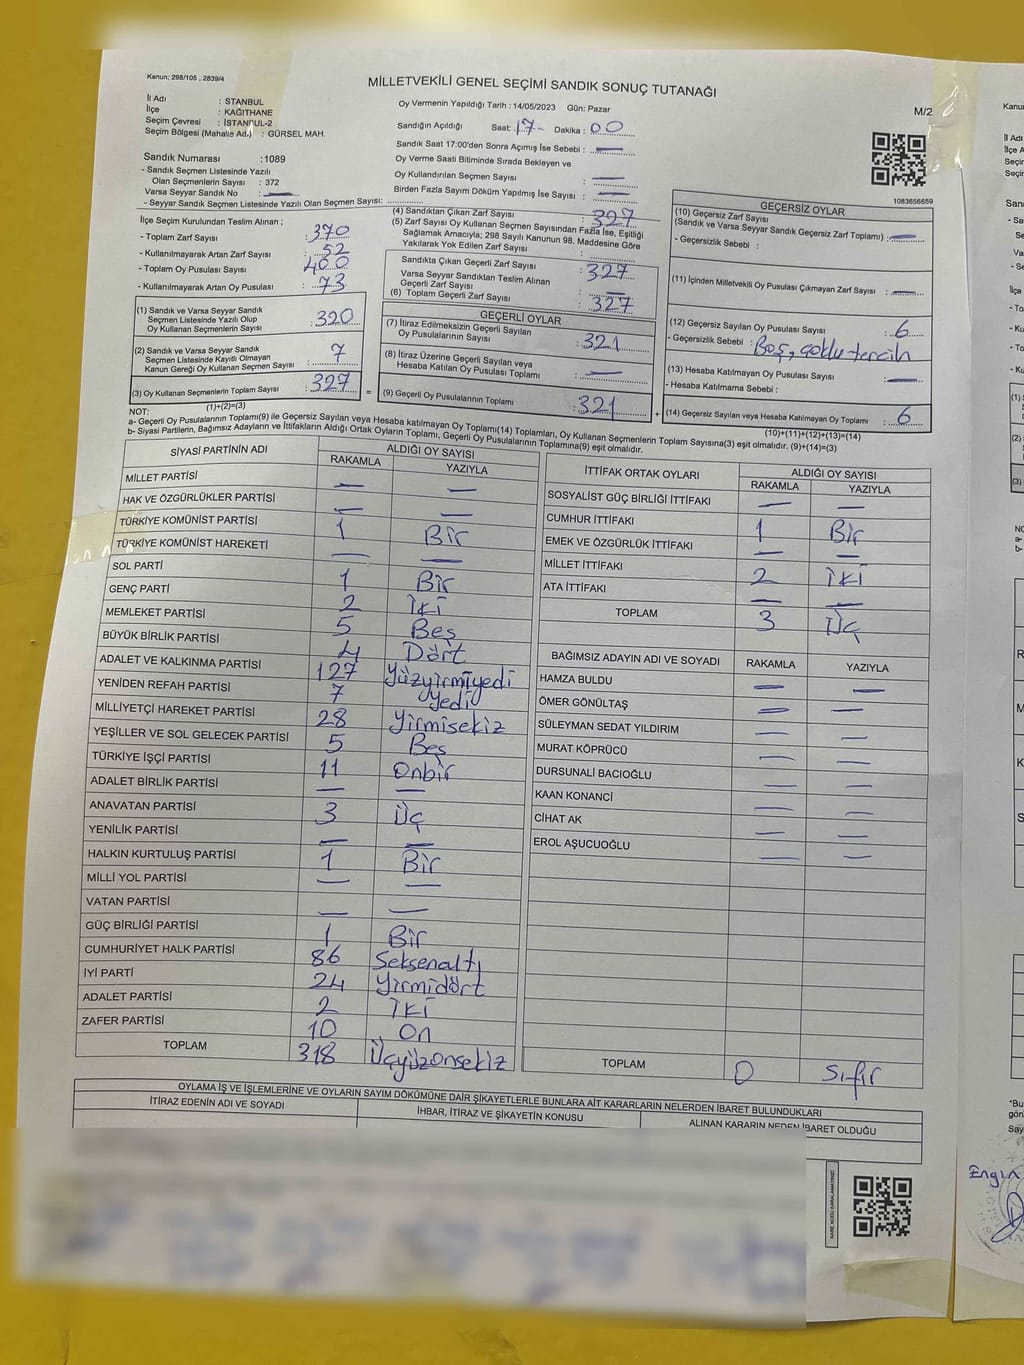 Kanun: 298/105 , 2839/4
MİLLETVEKİLİ GENEL SEÇİMİ SANDIK SONUÇ TUTANAĞI
M/2
İl Adı : STANBUL
İlçe : KAĞITHANE
Seçim Çevresi : İSTANBUL-2
Seçim Bölgesi (Mahalle Ad.) : GÜRSEL MAH.
Sandık Numarası :1089
- Sandık Seçmen Listesinde Yazılı
Olan Seçmenlerin Sayısı : 372
Varsa Seyyar Sandık No : —
- Seyyar Sandık Seçmen Listesinde Yazılı Olan Seçmen Sayısı:
Oy Vermenin Yapıldığı Tarih : 14/05/2023 Gün: Pazar
Sandığın Açıldığı Saat: 17- Dakika : 00
Sandık Saat 17:00'den Sonra Açımış İse Sebebi : —
Oy Verme Saati Bitiminde Sırada Bekleyen ve
Oy Kullandırılan Seçmen Sayısı : —
Birden Fazla Sayım Döküm Yapılmış İse Sayısı : —
1083656659
İlçe Seçim Kurulundan Teslim Alınan ;
- Toplam Zarf Sayısı : 370
- Kullanılmayarak Artan Zarf Sayısı : 52
- Toplam Oy Pusulası Sayısı : 400
- Kullanılmayarak Artan Oy Pusulası : 73
(1) Sandık ve Varsa Seyyar Sandık
Seçmen Listesinde Yazılı Olup
Oy Kullanan Seçmenlerin Sayısı : 320
(2) Sandık ve Varsa Seyyar Sandık
Seçmen Listesinde Kayıtlı Olmayan
Kanun Gereği Oy Kullanan Seçmen Sayısı : 7
(3) Oy Kullanan Seçmenlerin Toplam Sayısı : 327
(1)+(2)=(3)
(4) Sandıktan Çıkan Zarf Sayısı : 327
(5) Zarf Sayısı Oy Kullanan Seçmen Sayısından Fazla İse, Eşitliği
Sağlamak Amacıyla; 298 Sayılı Kanunun 98. Maddesine Göre
Yakılarak Yok Edilen Zarf Sayısı :
Sandıkta Çıkan Geçerli Zarf Sayısı : 327
Varsa Seyyar Sandıktan Teslim Alınan
Geçerli Zarf Sayısı : —
(6) Toplam Geçerli Zarf Sayısı : 327
GEÇERLİ OYLAR
(7) İtiraz Edilmeksizin Geçerli Sayılan
Oy Pusulalarının Sayısı : 321
(8) İtiraz Üzerine Geçerli Sayılan veya
Hesaba Katılan Oy Pusulası Toplamı : —
= (9) Geçerli Oy Pusulalarının Toplamı : 321
GEÇERSİZ OYLAR
(10) Geçersiz Zarf Sayısı
(Sandık ve Varsa Seyyar Sandık Geçersiz Zarf Toplamı) : —
- Geçersizlik Sebebi :
(11) İçinden Milletvekili Oy Pusulası Çıkmayan Zarf Sayısı : —
(12) Geçersiz Sayılan Oy Pusulası Sayısı : 6
- Geçersizlik Sebebi : Boş, çoklu tercih
(13) Hesaba Katılmayan Oy Pusulası Sayısı : —
- Hesaba Katılmama Sebebi :
+ (14) Geçersiz Sayılan veya Hesaba Katılmayan Oy Toplamı : 6
(10)+(11)+(12)+(13)=(14)
NOT:
a- Geçerli Oy Pusulalarının Toplamı(9) ile Geçersiz Sayılan veya Hesaba katılmayan Oy Toplamı(14) Toplamları, Oy Kullanan Seçmenlerin Toplam Sayısına(3) eşit olmalıdır. (9)+(14)=(3)
b- Siyasi Partilerin, Bağımsız Adayların ve İttifakların Aldığı Ortak Oyların Toplamı, Geçerli Oy Pusulalarının Toplamına(9) eşit olmalıdır.
SİYASİ PARTİNİN ADI ALDIĞI OY SAYISI
RAKAMLA YAZIYLA
MİLLET PARTİSİ — —
HAK VE ÖZGÜRLÜKLER PARTİSİ — —
TÜRKİYE KOMÜNİST PARTİSİ 1 Bir
TÜRKİYE KOMÜNİST HAREKETİ — —
SOL PARTİ 1 Bir
GENÇ PARTİ 2 İki
MEMLEKET PARTİSİ 5 Beş
BÜYÜK BİRLİK PARTİSİ 4 Dört
ADALET VE KALKINMA PARTİSİ 127 Yüzyirmiyedi
YENİDEN REFAH PARTİSİ 7 Yedi
MİLLİYETÇİ HAREKET PARTİSİ 28 Yirmisekiz
YEŞİLLER VE SOL GELECEK PARTİSİ 5 Beş
TÜRKİYE İŞÇİ PARTİSİ 11 Onbir
ADALET BİRLİK PARTİSİ — —
ANAVATAN PARTİSİ 3 Üç
YENİLİK PARTİSİ — —
HALKIN KURTULUŞ PARTİSİ 1 Bir
MİLLİ YOL PARTİSİ — —
VATAN PARTİSİ — —
GÜÇ BİRLİĞİ PARTİSİ 1 Bir
CUMHURİYET HALK PARTİSİ 86 Seksenaltı
İYİ PARTİ 24 Yirmidört
ADALET PARTİSİ 2 İki
ZAFER PARTİSİ 10 On
TOPLAM 318 Üçyüzonsekiz
İTTİFAK ORTAK OYLARI ALDIĞI OY SAYISI
RAKAMLA YAZIYLA
SOSYALİST GÜÇ BİRLİĞİ İTTİFAKI — —
CUMHUR İTTİFAKI 1 Bir
EMEK VE ÖZGÜRLÜK İTTİFAKI — —
MİLLET İTTİFAKI 2 İki
ATA İTTİFAKI — —
TOPLAM 3 Üç
BAĞIMSIZ ADAYIN ADI VE SOYADI RAKAMLA YAZIYLA
HAMZA BULDU — —
ÖMER GÖNÜLTAŞ — —
SÜLEYMAN SEDAT YILDIRIM — —
MURAT KÖPRÜCÜ — —
DURSUNALİ BACIOĞLU — —
KAAN KONANCİ — —
CİHAT AK — —
EROL AŞUCUOĞLU — —
TOPLAM 0 Sıfır
OYLAMA İŞ VE İŞLEMLERİNE VE OYLARIN SAYIM DÖKÜMÜNE DAİR ŞİKAYETLERLE BUNLARA AİT KARARLARIN NELERDEN İBARET BULUNDUKLARI
İTİRAZ EDENİN ADI VE SOYADI İHBAR, İTİRAZ VE ŞİKAYETİN KONUSU ALINAN KARARIN NEDEN İBARET OLDUĞU
KARE KODU KARALAMAYINIZ!
Engin